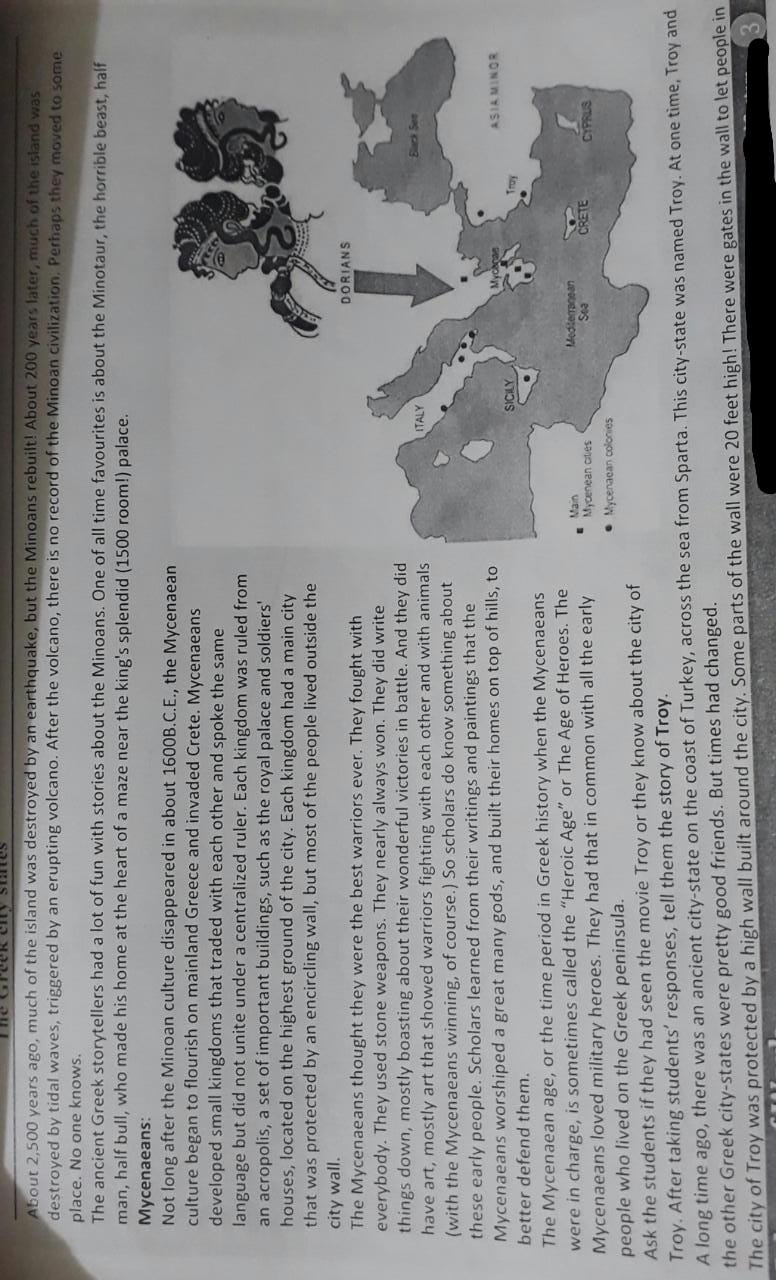 The Greek city states
About 2,500 years ago, much of the island was destroyed by an earthquake, but the Minoans rebuilt! About 200 years later, much of the island was
destroyed by tidal waves, triggered by an erupting volcano. After the volcano, there is no record of the Minoan civilization. Perhaps they moved to some
place. No one knows.
The ancient Greek storytellers had a lot of fun with stories about the Minoans. One of all time favourites is about the Minotaur, the horrible beast, half
man, half bull, who made his home at the heart of a maze near the king's splendid (1500 room!) palace.
Mycenaeans:
Not long after the Minoan culture disappeared in about 1600B.C.E., the Mycenaean
culture began to flourish on mainland Greece and invaded Crete. Mycenaeans
developed small kingdoms that traded with each other and spoke the same
language but did not unite under a centralized ruler. Each kingdom was ruled from
an acropolis, a set of important buildings, such as the royal palace and soldiers'
houses, located on the highest ground of the city. Each kingdom had a main city
that was protected by an encircling wall, but most of the people lived outside the
city wall.
The Mycenaeans thought they were the best warriors ever. They fought with
everybody. They used stone weapons. They nearly always won. They did write
things down, mostly boasting about their wonderful victories in battle. And they did
have art, mostly art that showed warriors fighting with each other and with animals
(with the Mycenaeans winning, of course.) So scholars do know something about
these early people. Scholars learned from their writings and paintings that the
Mycenaeans worshiped a great many gods, and built their homes on top of hills, to
better defend them.
The Mycenaean age, or the time period in Greek history when the Mycenaeans
were in charge, is sometimes called the "Heroic Age" or The Age of Heroes. The
Mycenaeans loved military heroes. They had that in common with all the early
people who lived on the Greek peninsula.
DORIANS
Black Sea
ITALY
ASIA MINOR
Troy
Mycenae
SICILY
Mediterranean
Sea
CRETE
CYPRUS
Main
Mycenean cities
Mycenaean colonies
Ask the students if they had seen the movie Troy or they know about the city of
Troy. After taking students' responses, tell them the story of Troy.
A long time ago, there was an ancient city-state on the coast of Turkey, across the sea from Sparta. This city-state was named Troy. At one time, Troy and
the other Greek city-states were pretty good friends. But times had changed.
The city of Troy was protected by a high wall built around the city. Some parts of the wall were 20 feet high! There were gates in the wall to let people in
3